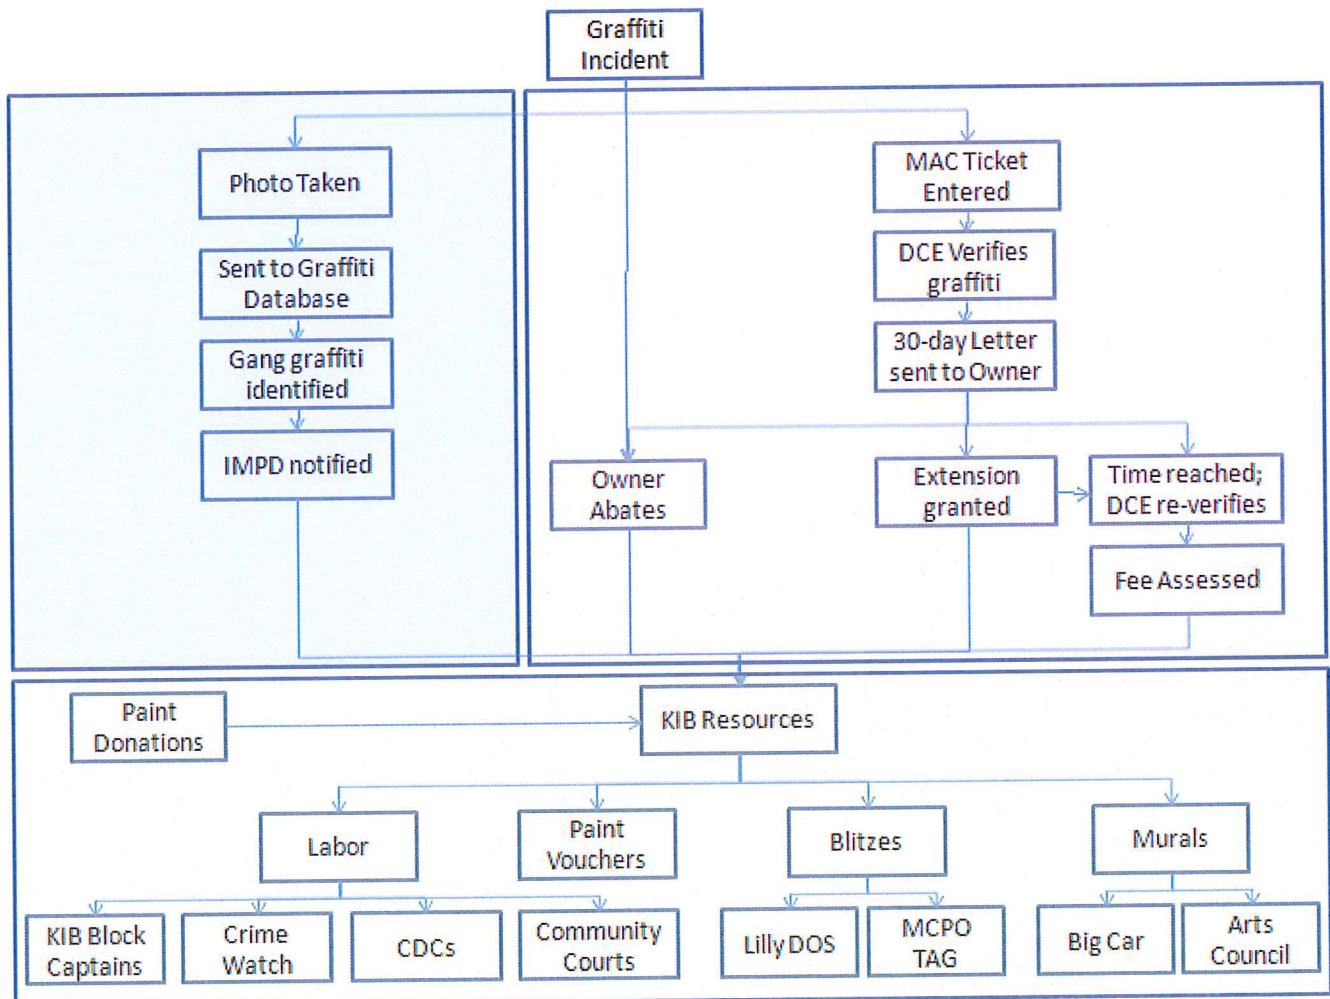 Graffiti
Incident
Photo Taken
Sent to Graffiti
Database
Gang graffiti
identified
IMPD notified
MAC Ticket
Entered
DCE Verifies
graffiti
30-day Letter
sent to Owner
Owner
Abates
Extension
granted
Time reached;
DCE re-verifies
Fee Assessed
Paint
Donations
KIB Resources
Labor
Paint
Vouchers
Blitzes
Murals
KIB Block
Captains
Crime
Watch
CDCs
Community
Courts
Lilly DOS
MCPO
TAG
Big Car
Arts
Council